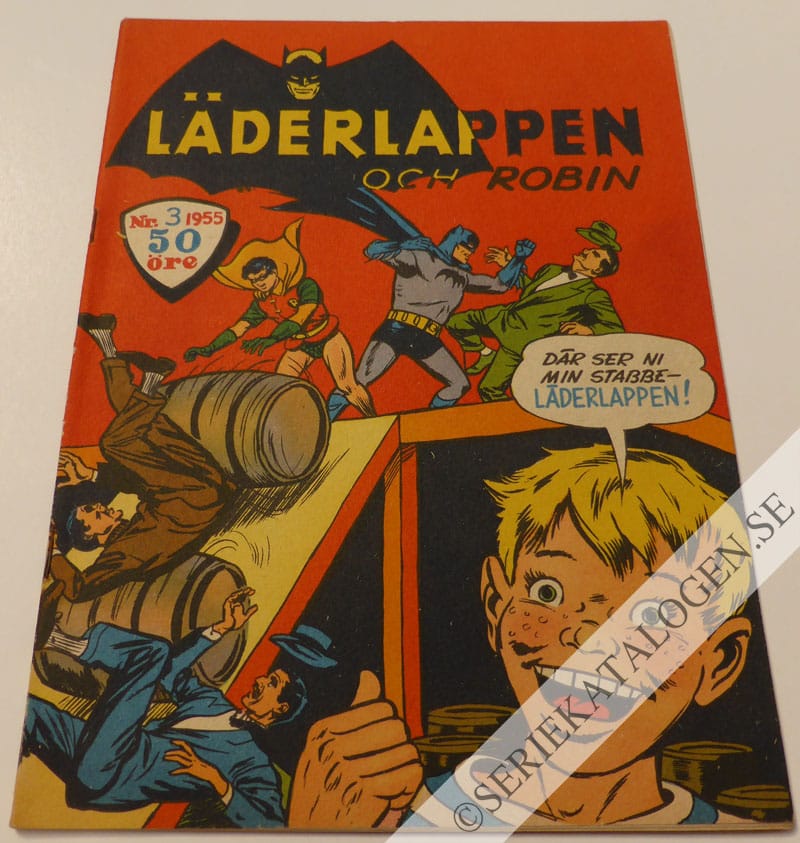 LÄDERLAPPEN
OCH ROBIN
Nr. 3 1955
50
öre
DÄR SER NI
MIN STABBE–
LÄDERLAPPEN!
© SERIEKATALOGEN.SE